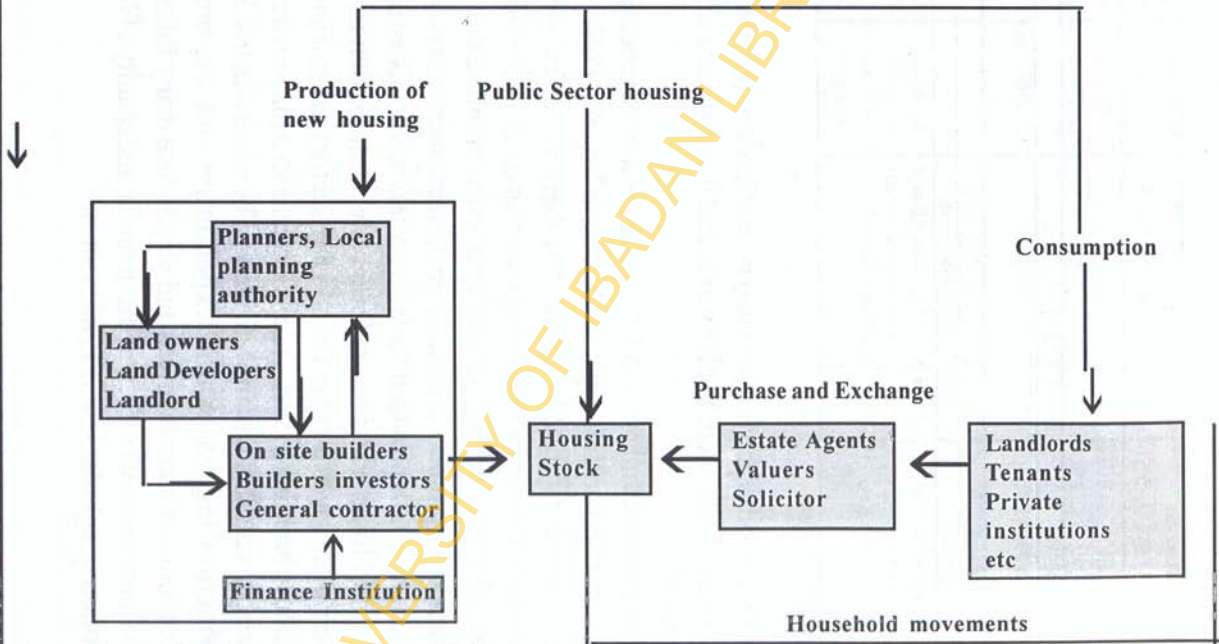 Production of
new housing
Public Sector housing
Consumption
Planners, Local
planning
authority
Land owners
Land Developers
Landlord
On site builders
Builders investors
General contractor
Finance Institution
Housing
Stock
Purchase and Exchange
Estate Agents
Valuers
Solicitor
Landlords
Tenants
Private
institutions
etc
Household movements
VERSITY OF IBADAN LIBR